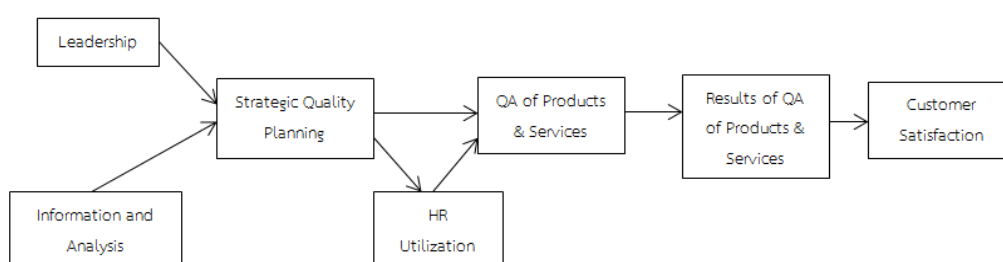 Leadership
Strategic Quality
Planning
QA of Products
& Services
Results of QA
of Products &
Services
Customer
Satisfaction
Information and
Analysis
HR
Utilization